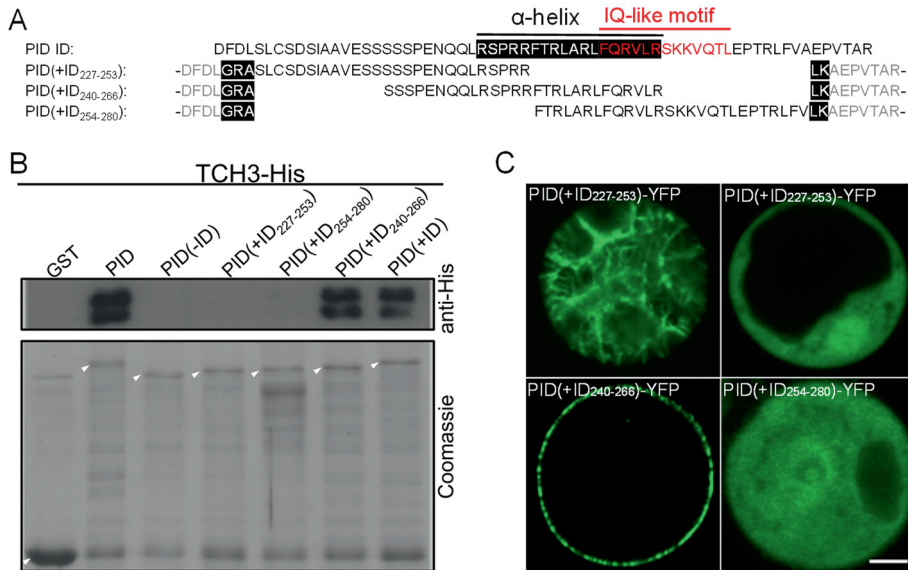 A
α-helix
IQ-like motif
PID ID: DFDLSLCSDSIAAVESSSSSPENQQLRSPRRFTRLARLFQRVLRSKKVQTLEPTRLFVAEPVTAR
PID(+ID227-253): -DFDLGRASLCSDSIAAVESSSSSPENQQLRSPRR LKAEPVTAR-
PID(+ID240-266): -DFDLGRA SSSPENQQLRSPRRFTRLARLFQRVLR LKAEPVTAR-
PID(+ID254-280): -DFDLGRA FTRLARLFQRVLRSKKVQTLEPTRLFVLKAEPVTAR-
B
TCH3-His
GST
PID
PID(-ID)
PID(+ID227-253)
PID(+ID254-280)
PID(+ID240-266)
PID(+ID)
anti-His
Coomassie
C
PID(+ID227-253)-YFP
PID(+ID227-253)-YFP
PID(+ID240-266)-YFP
PID(+ID254-280)-YFP